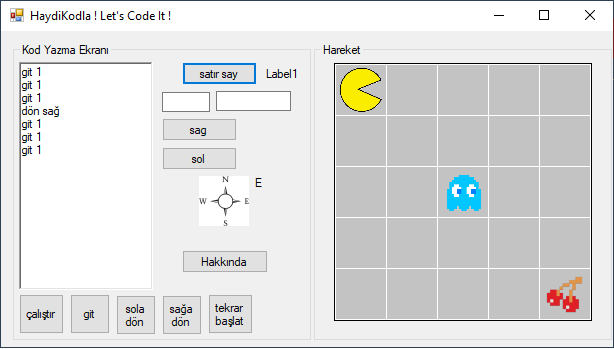 HaydiKodla ! Let's Code It !
Kod Yazma Ekranı
git 1
git 1
git 1
dön sağ
git 1
git 1
git 1
satır say
Label1
sag
sol
N
W
E
S
E
Hakkında
çalıştır
git
sola
dön
sağa
dön
tekrar
başlat
Hareket